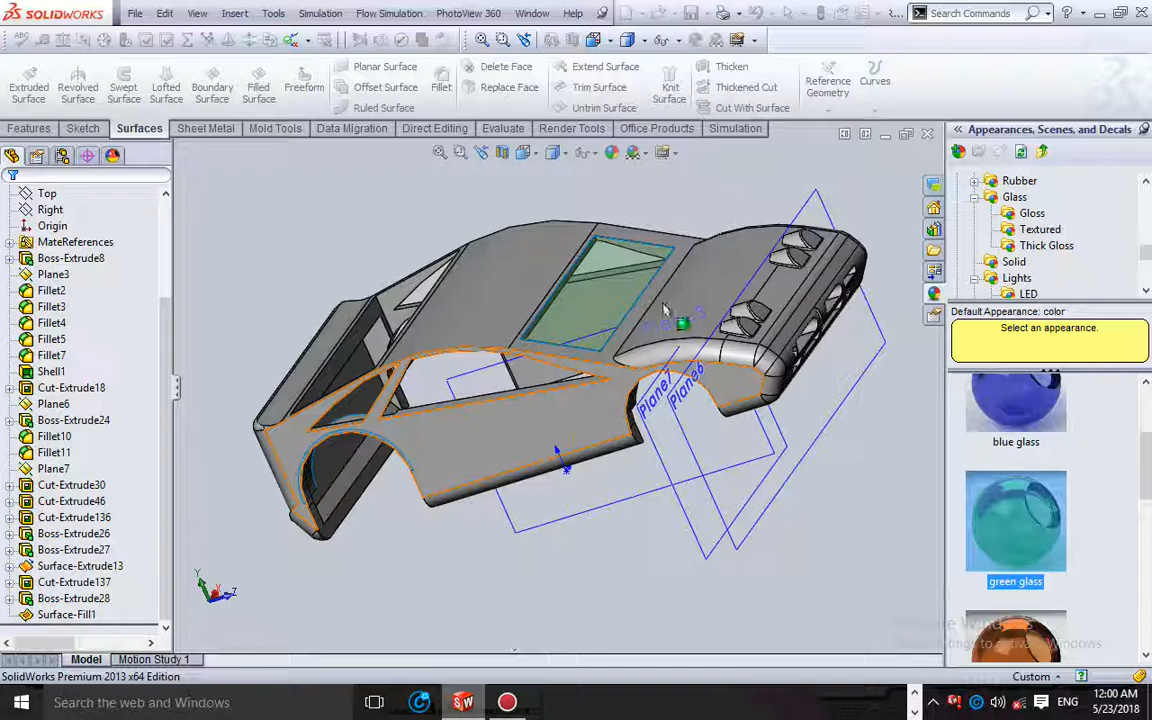 SOLIDWORKS File Edit View Insert Tools Simulation Flow Simulation PhotoView 360 Window Help R... Search Commands
Extruded Surface Revolved Surface Swept Surface Lofted Surface Boundary Surface Filled Surface Freeform
Planar Surface Offset Surface Ruled Surface Fillet Delete Face Replace Face
Extend Surface Trim Surface Untrim Surface Knit Surface Thicken Thickened Cut Cut With Surface
Reference Geometry Curves
Features Sketch Surfaces Sheet Metal Mold Tools Data Migration Direct Editing Evaluate Render Tools Office Products Simulation
Appearances, Scenes, and Decals
Top
Right
Origin
MateReferences
Boss-Extrude8
Plane3
Fillet2
Fillet3
Fillet4
Fillet5
Fillet7
Shell1
Cut-Extrude18
Plane6
Boss-Extrude24
Fillet10
Fillet11
Plane7
Cut-Extrude30
Cut-Extrude46
Cut-Extrude136
Boss-Extrude26
Boss-Extrude27
Surface-Extrude13
Cut-Extrude137
Boss-Extrude28
Surface-Fill1
Plane7
Plane6
Y
X
Z
Rubber
Glass
Gloss
Textured
Thick Gloss
Solid
Lights
LED
Default Appearance: color
Select an appearance.
blue glass
green glass
Model Motion Study 1
SolidWorks Premium 2013 x64 Edition
Custom
Search the web and Windows
SW
ENG
12:00 AM
5/23/2018